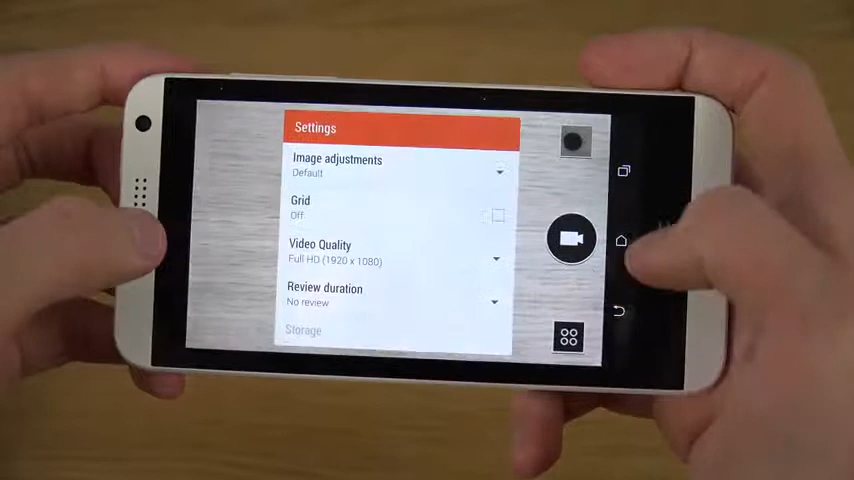 Settings
Image adjustments
Default
Grid
Off
Video Quality
Full HD (1920 x 1080)
Review duration
No review
Storage